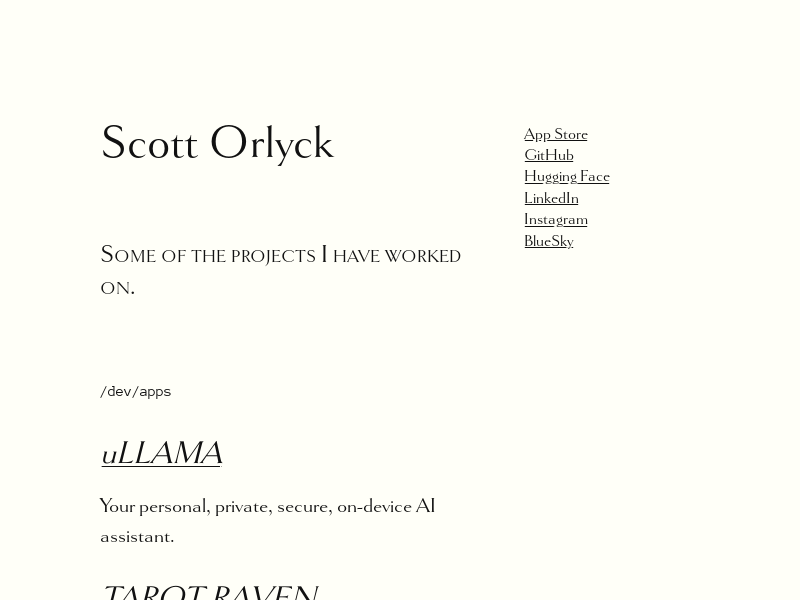 Scott Orlyck
App Store
GitHub
Hugging Face
LinkedIn
Instagram
BlueSky
Some of the projects I have worked
on.
/dev/apps
uLLAMA
Your personal, private, secure, on-device AI
assistant.
TAROT RAVEN